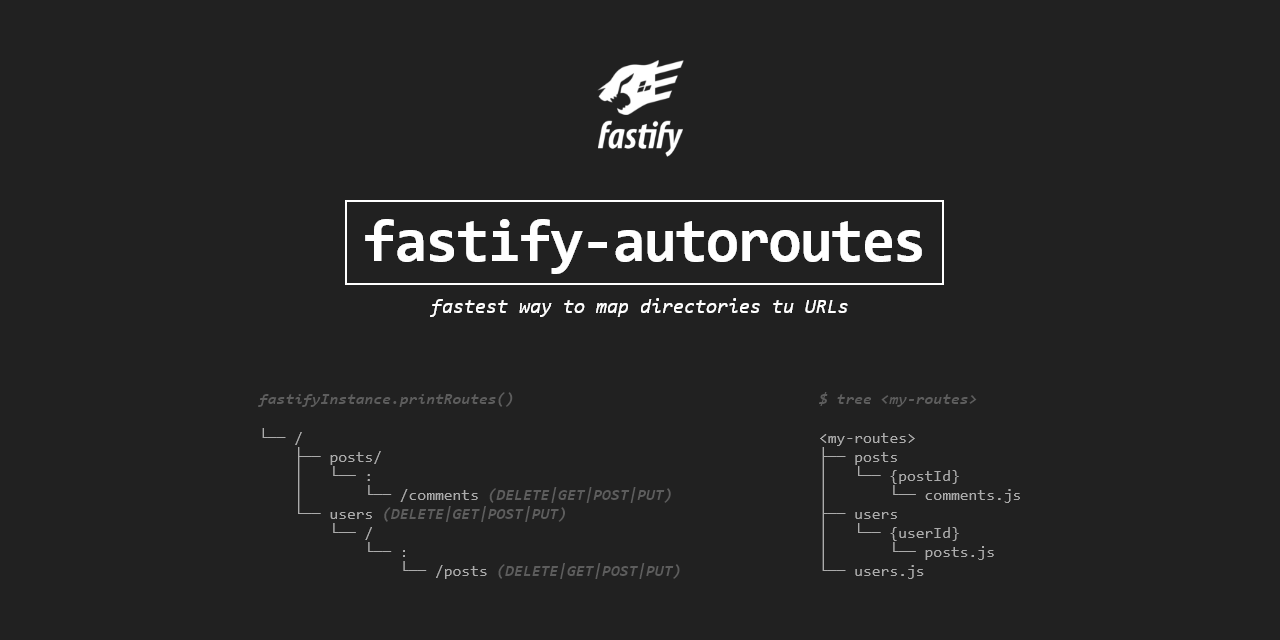 fastify
fastify-autoroutes
fastest way to map directories tu URLs
fastifyInstance.printRoutes()
└── /
    ├── posts/
    │   └── :
    │       └── /comments (DELETE|GET|POST|PUT)
    └── users (DELETE|GET|POST|PUT)
        └── /
            └── :
                └── /posts (DELETE|GET|POST|PUT)
$ tree <my-routes>
<my-routes>
├── posts
│   └── {postId}
│       └── comments.js
├── users
│   └── {userId}
│       └── posts.js
└── users.js